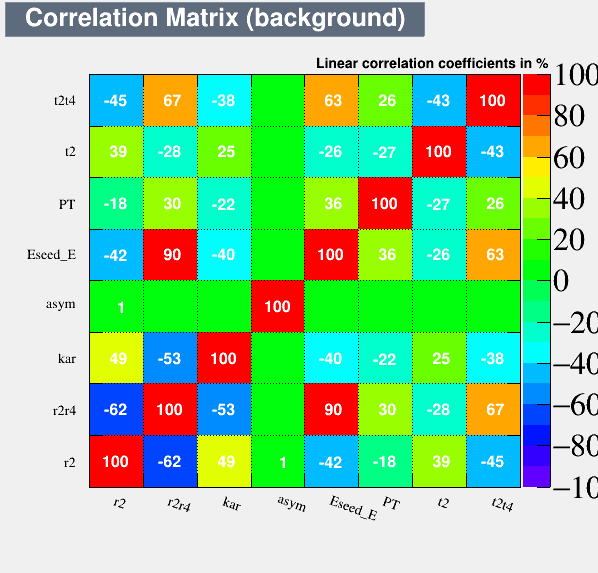 Correlation Matrix (background)
Linear correlation coefficients in %
t2t4 -45 67 -38 63 26 -43 100
t2 39 -28 25 -26 -27 100 -43
PT -18 30 -22 36 100 -27 26
Eseed_E -42 90 -40 100 36 -26 63
asym 1 100
kar 49 -53 100 -40 -22 25 -38
r2r4 -62 100 -53 90 30 -28 67
r2 100 -62 49 1 -42 -18 39 -45
r2 r2r4 kar asym Eseed_E PT t2 t2t4
100
80
60
40
20
0
−20
−40
−60
−80
−10